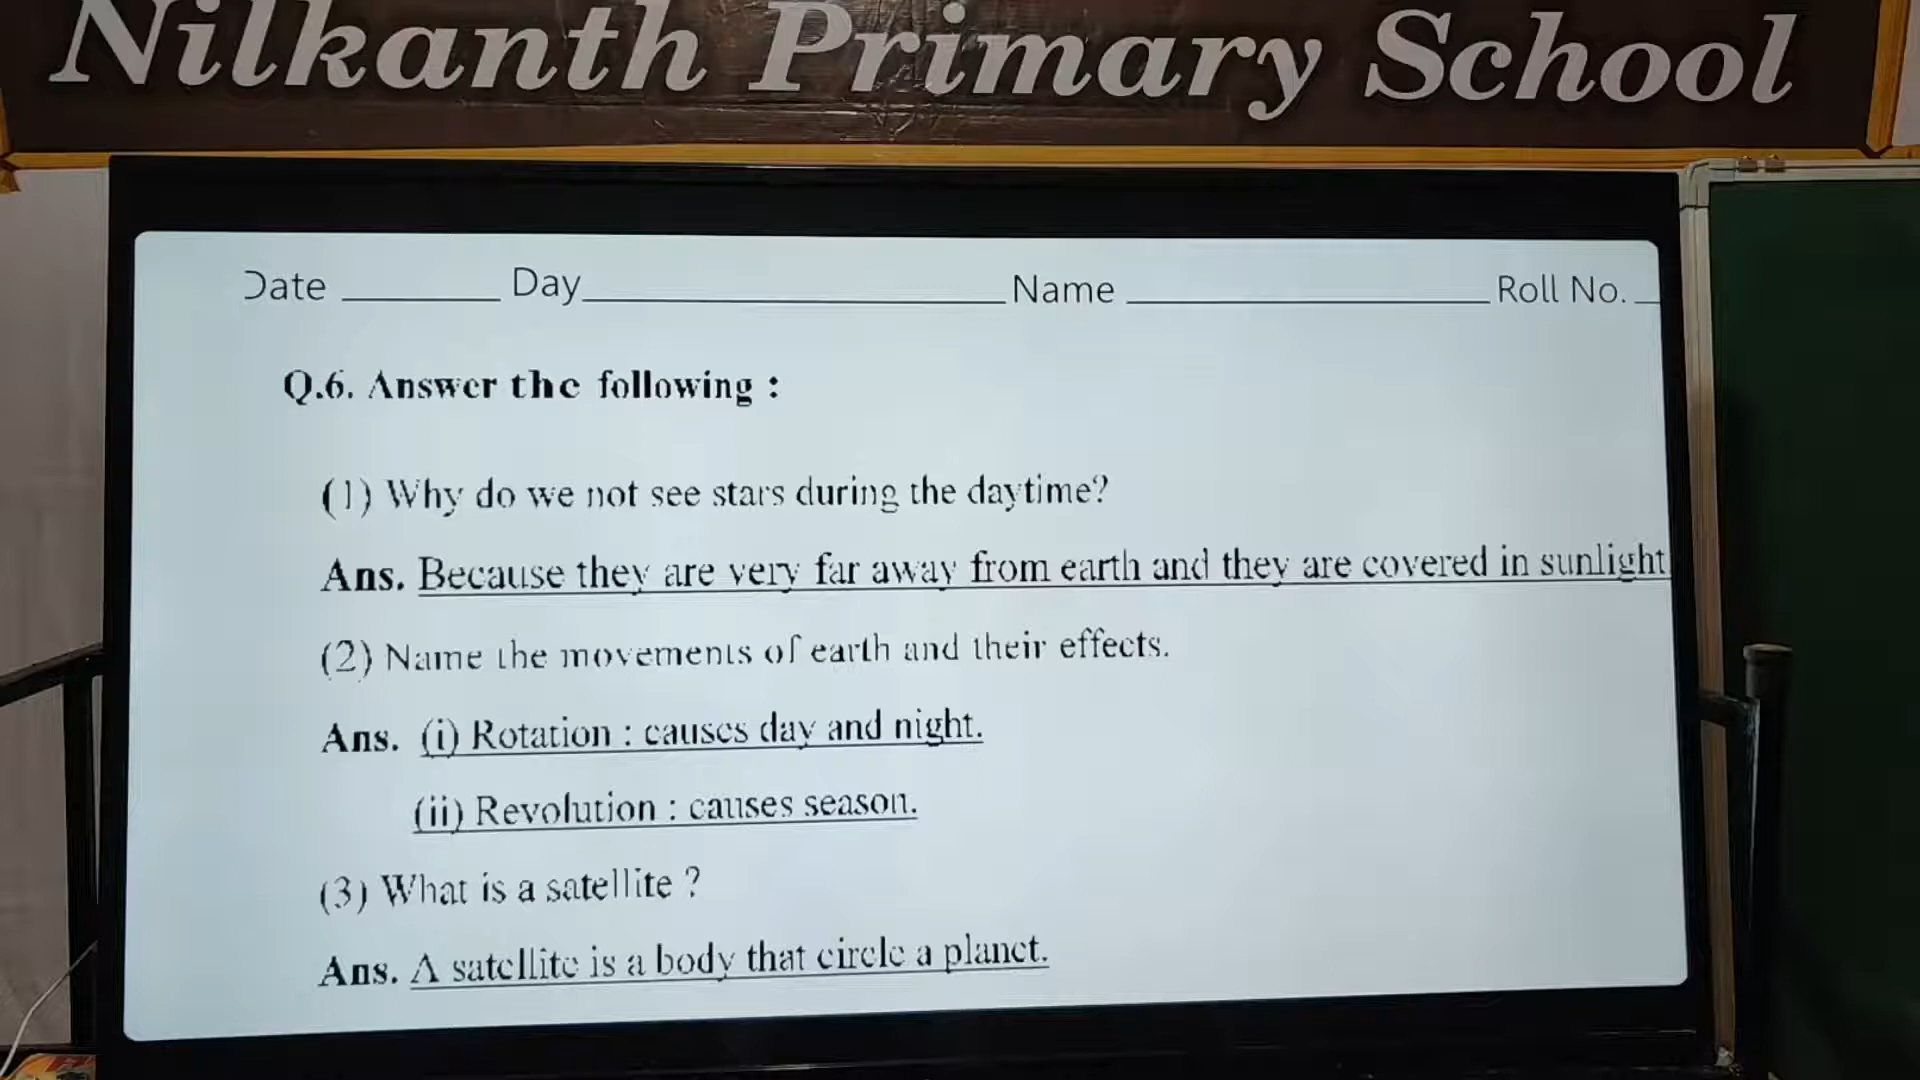 Nilkanth Primary School
Date ________ Day____________________Name __________________Roll No. _
Q.6. Answer the following :
(1) Why do we not see stars during the daytime?
Ans. Because they are very far away from earth and they are covered in sunlight
(2) Name the movements of earth and their effects.
Ans. (i) Rotation : causes day and night.
(ii) Revolution : causes season.
(3) What is a satellite ?
Ans. A satellite is a body that circle a planet.